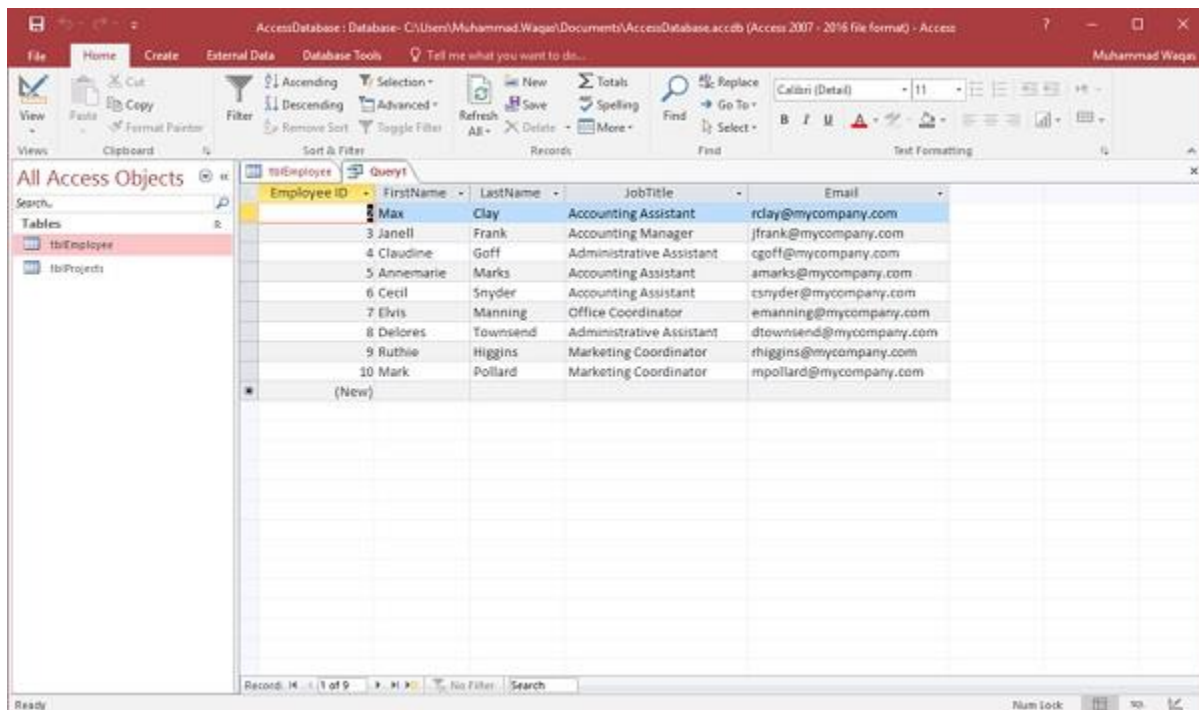 AccessDatabase : Database- C:\Users\Muhammad.Waqas\Documents\AccessDatabase.accdb (Access 2007 - 2016 file format) - Access ?
File Home Create External Data Database Tools Tell me what you want to do... Muhammad Waqas
Cut Ascending Selection New Totals Replace Calibri (Detail) 11
Copy Descending Advanced Save Spelling Go To
View Paste Format Painter Filter Remove Sort Toggle Filter Refresh All Delete More Find Select B I U A
Views Clipboard Sort & Filter Records Find Text Formatting
All Access Objects tblEmployee Query1
Search..
Tables
tblEmployee
tblProjects
Employee ID FirstName LastName JobTitle Email
2 Max Clay Accounting Assistant rclay@mycompany.com
3 Janell Frank Accounting Manager jfrank@mycompany.com
4 Claudine Goff Administrative Assistant cgoff@mycompany.com
5 Annemarie Marks Accounting Assistant amarks@mycompany.com
6 Cecil Snyder Accounting Assistant csnyder@mycompany.com
7 Elvis Manning Office Coordinator emanning@mycompany.com
8 Delores Townsend Administrative Assistant dtownsend@mycompany.com
9 Ruthie Higgins Marketing Coordinator rhiggins@mycompany.com
10 Mark Pollard Marketing Coordinator mpollard@mycompany.com
(New)
Record: 1 of 9 No Filter Search
Ready Num Lock SQL